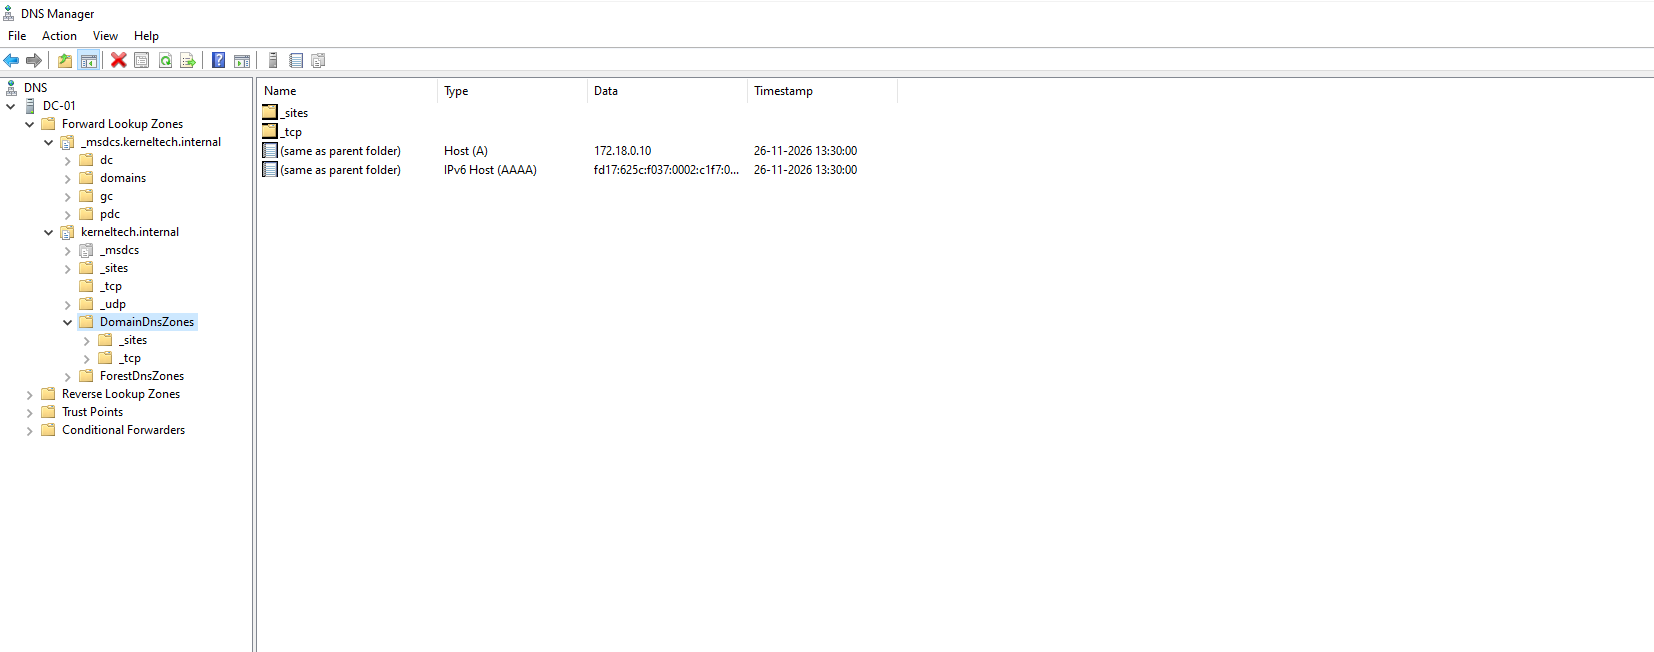 DNS Manager
File Action View Help
DNS
DC-01
Forward Lookup Zones
_msdcs.kerneltech.internal
dc
domains
gc
pdc
kerneltech.internal
_msdcs
_sites
_tcp
_udp
DomainDnsZones
_sites
_tcp
ForestDnsZones
Reverse Lookup Zones
Trust Points
Conditional Forwarders
Name Type Data Timestamp
_sites
_tcp
(same as parent folder) Host (A) 172.18.0.10 26-11-2026 13:30:00
(same as parent folder) IPv6 Host (AAAA) fd17:625c:f037:0002:c1f7:0... 26-11-2026 13:30:00